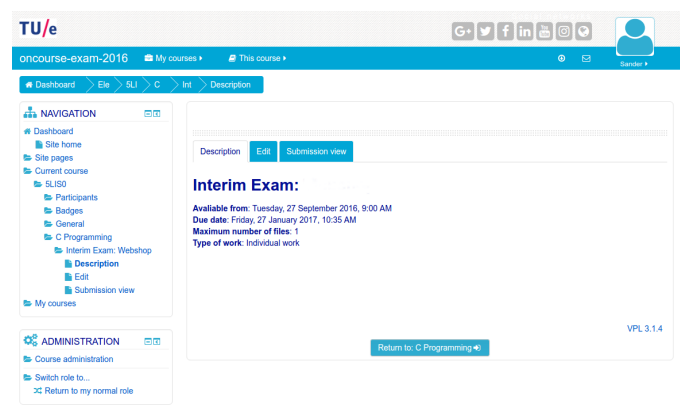 TU/e
oncourse-exam-2016 My courses This course
Sander
Dashboard Ele 5LI C Int Description
NAVIGATION
Dashboard
Site home
Site pages
Current course
5LIS0
Participants
Badges
General
C Programming
Interim Exam: Webshop
Description
Edit
Submission view
My courses
ADMINISTRATION
Course administration
Switch role to...
Return to my normal role
Description Edit Submission view
Interim Exam:
Avaliable from: Tuesday, 27 September 2016, 9:00 AM
Due date: Friday, 27 January 2017, 10:35 AM
Maximum number of files: 1
Type of work: Individual work
VPL 3.1.4
Return to: C Programming